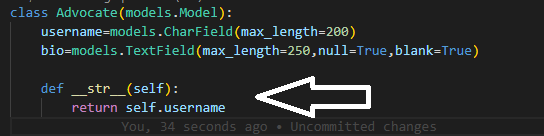 class Advocate(models.Model):
    username=models.CharField(max_length=200)
    bio=models.TextField(max_length=250,null=True,blank=True)
    def __str__(self):
        return self.username
You, 34 seconds ago • Uncommitted changes